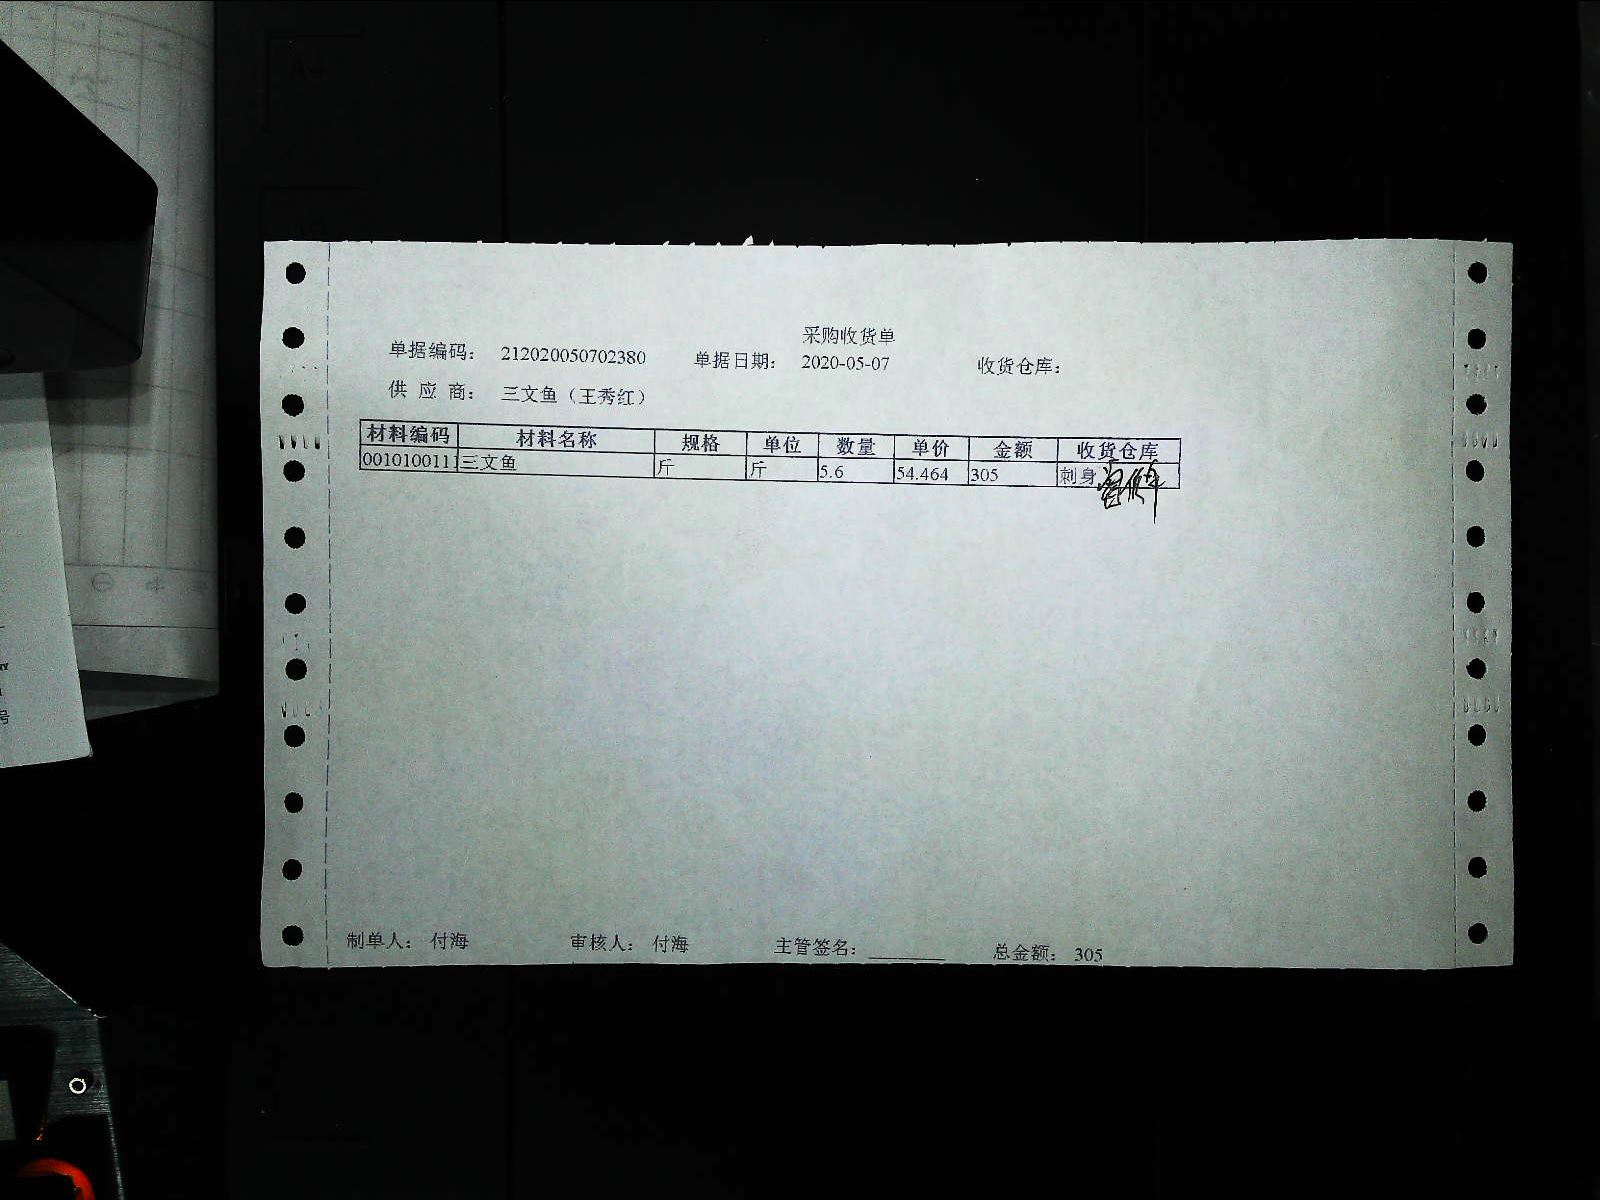 采购收货单
单据编码： 212020050702380 单据日期： 2020-05-07 收货仓库：
供 应 商： 三文鱼（王秀红）
材料编码 材料名称 规格 单位 数量 单价 金额 收货仓库
0010100111 三文鱼 斤 斤 5.6 54.464 305 刺身
制单人： 付海 审核人： 付海 主管签名： 总金额： 305
号